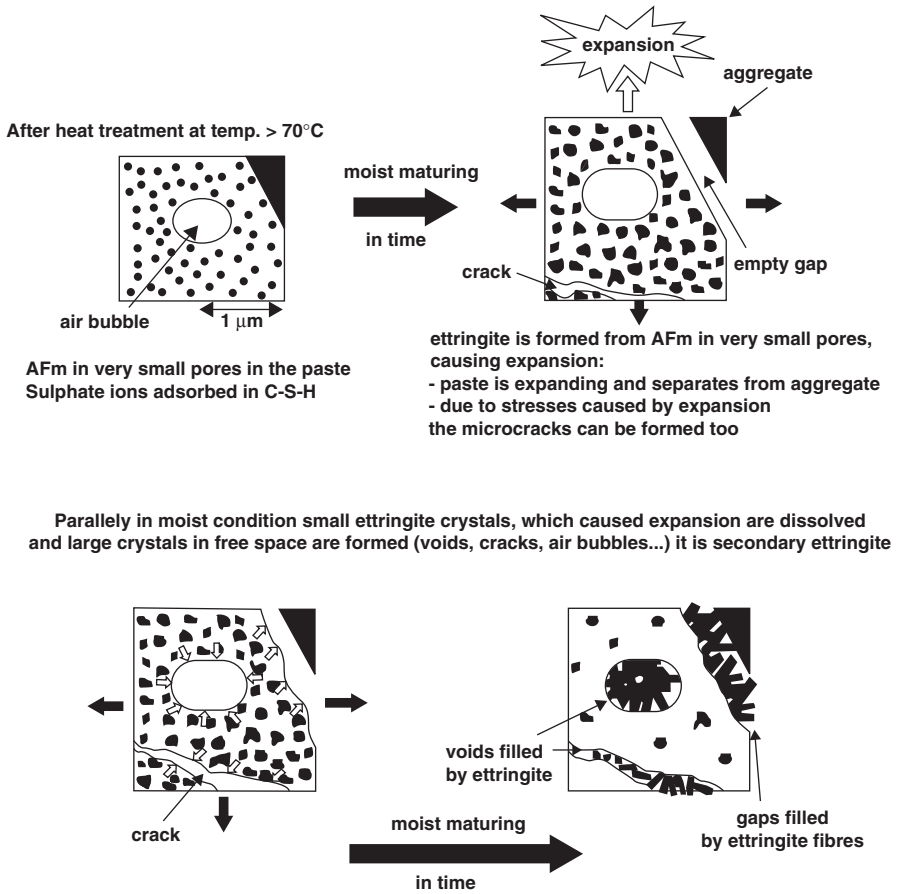 expansion
aggregate
After heat treatment at temp. > 70°C
moist maturing
in time
crack
empty gap
air bubble
1 μm
AFm in very small pores in the paste
Sulphate ions adsorbed in C-S-H
ettringite is formed from AFm in very small pores,
causing expansion:
- paste is expanding and separates from aggregate
- due to stresses caused by expansion
the microcracks can be formed too
Parallely in moist condition small ettringite crystals, which caused expansion are dissolved
and large crystals in free space are formed (voids, cracks, air bubbles...) it is secondary ettringite
voids filled
by ettringite
crack
gaps filled
by ettringite fibres
moist maturing
in time